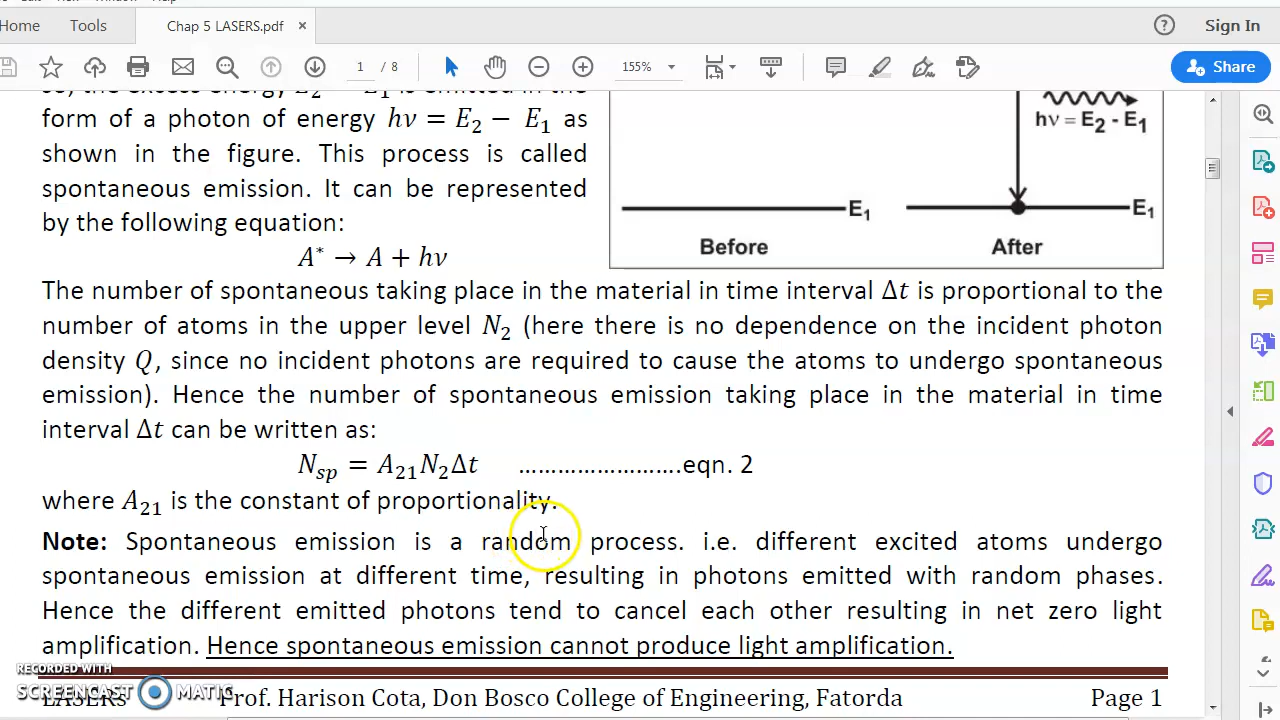 Home Tools Chap 5 LASERS.pdf × ? Sign In
1 / 8 155% Share
form of a photon of energy hν = E₂ − E₁ as
shown in the figure. This process is called
spontaneous emission. It can be represented
by the following equation:
A* → A + hν
hν = E₂ - E₁
E₁ E₁
Before After
The number of spontaneous taking place in the material in time interval Δt is proportional to the
number of atoms in the upper level N₂ (here there is no dependence on the incident photon
density Q, since no incident photons are required to cause the atoms to undergo spontaneous
emission). Hence the number of spontaneous emission taking place in the material in time
interval Δt can be written as:
Nₛₚ = A₂₁N₂Δt …………………….eqn. 2
where A₂₁ is the constant of proportionality.
Note: Spontaneous emission is a random process. i.e. different excited atoms undergo
spontaneous emission at different time, resulting in photons emitted with random phases.
Hence the different emitted photons tend to cancel each other resulting in net zero light
amplification. Hence spontaneous emission cannot produce light amplification.
RECORDED WITH
SCREENCAST MATIC
LASERs Prof. Harison Cota, Don Bosco College of Engineering, Fatorda Page 1